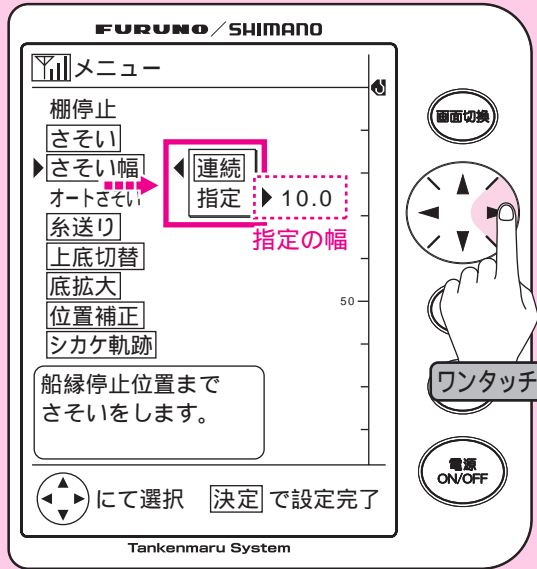 FURUNO/SHIMANO
メニュー
棚停止
さそい
さそい幅
連続
オートさそい
指定
10.0
指定の幅
糸送り
上底切替
底拡大
50
位置補正
シカケ軌跡
船縁停止位置まで
さそいをします。
にて選択 決定 で設定完了
Tankenmaru System
画面切換
ワンタッチ
電源
ON/OFF